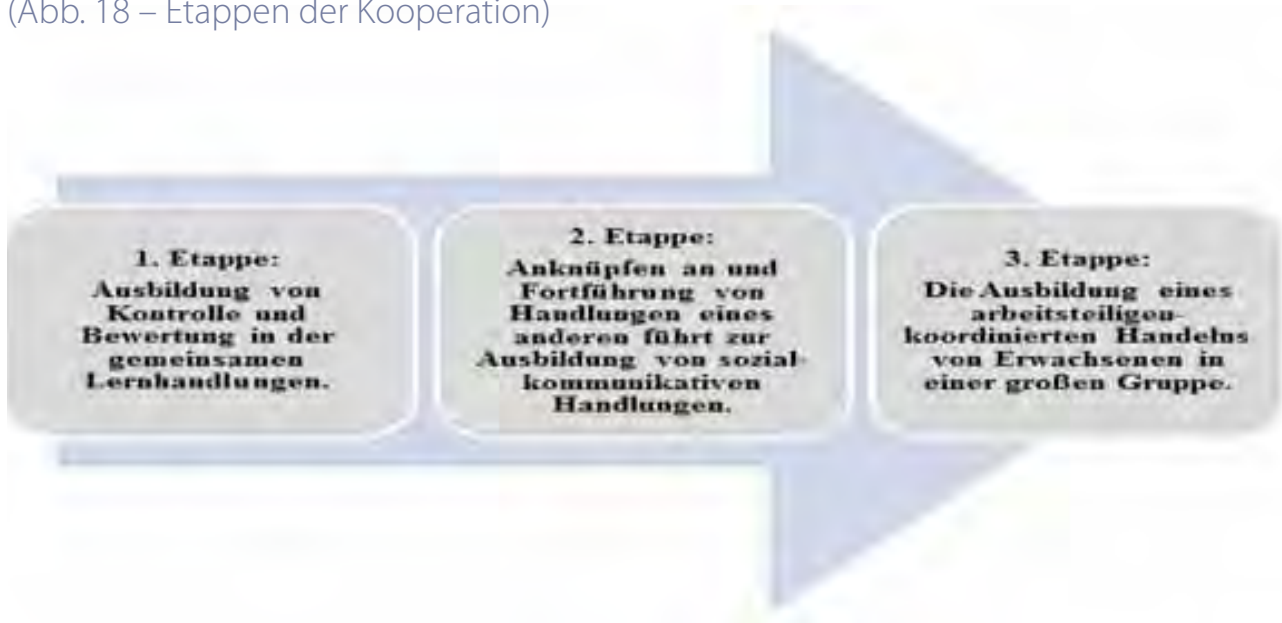 (Abb. 18 – Etappen der Kooperation)
1. Etappe:
Ausbildung von
Kontrolle und
Bewertung in der
gemeinsamen
Lernhandlungen.
2. Etappe:
Anknüpfen an und
Fortführung von
Handlungen eines
anderen führt zur
Ausbildung von sozial-
kommunikativen
Handlungen.
3. Etappe:
Die Ausbildung eines
arbeitsteiligen-
koordinierten Handelns
von Erwachsenen in
einer großen Gruppe.